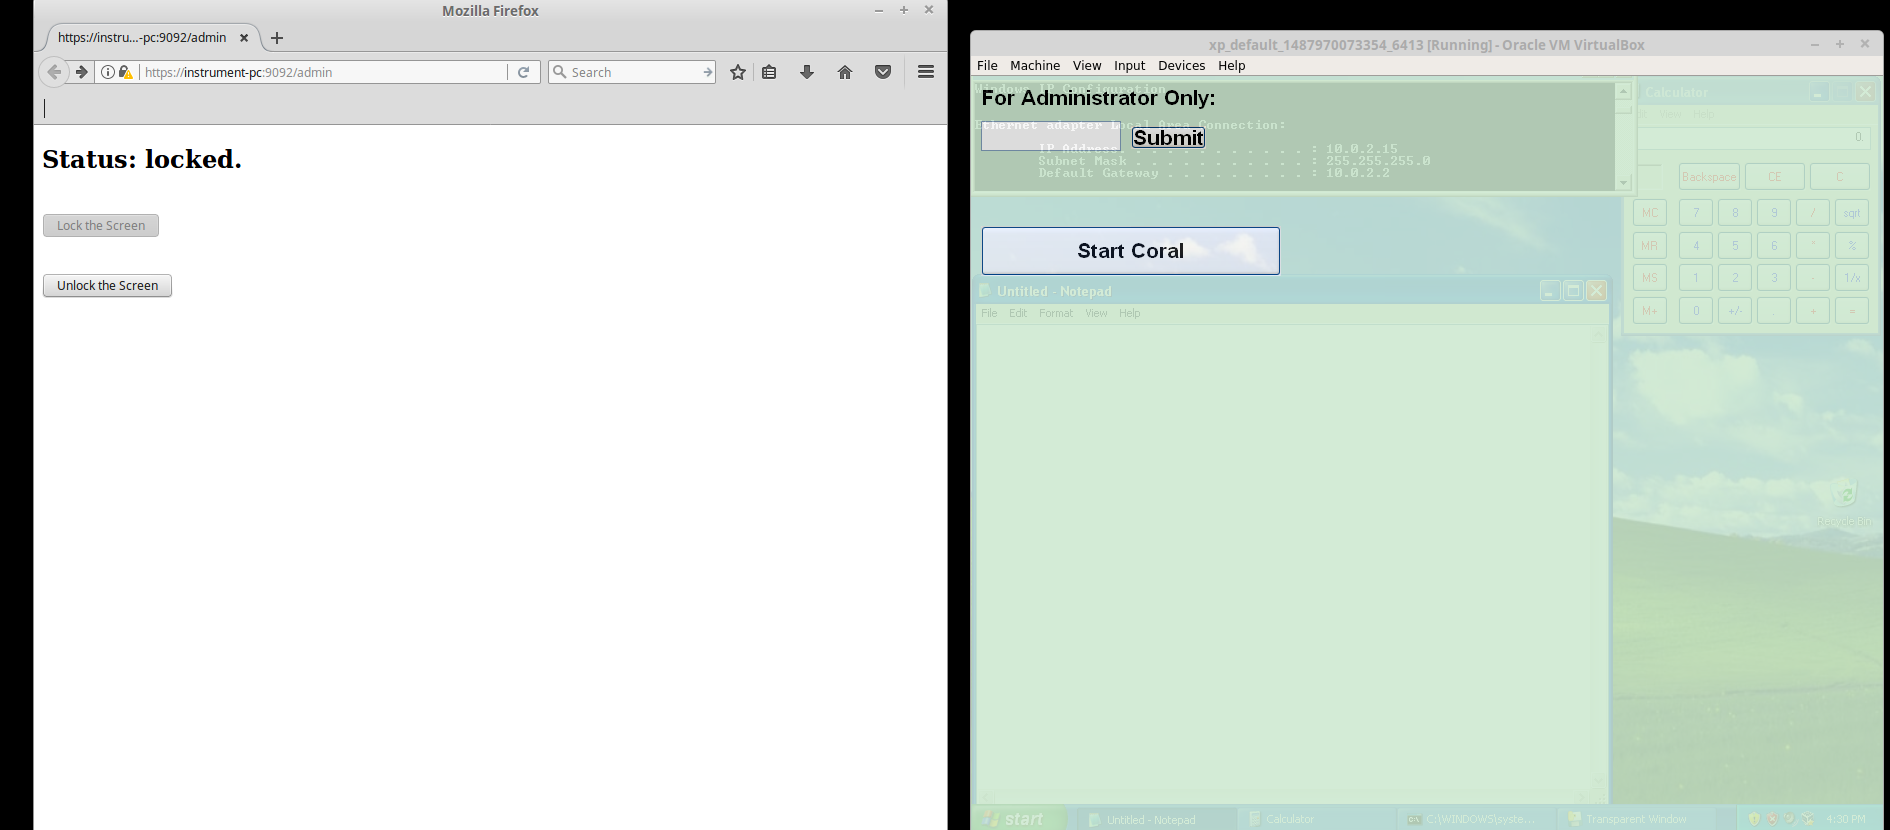 Mozilla Firefox
https://instru...-pc:9092/admin
https://instrument-pc:9092/admin
Search
Status: locked.
Lock the Screen
Unlock the Screen
xp_default_1487970073354_6413 [Running] - Oracle VM VirtualBox
File Machine View Input Devices Help
Windows IP Configuration
For Administrator Only:
Ethernet adapter Local Area Connection:
Submit
IP Address. . . . . . . . . . . . : 10.0.2.15
Subnet Mask . . . . . . . . . . . : 255.255.255.0
Default Gateway . . . . . . . . . : 10.0.2.2
Start Coral
Calculator
View Help
0.
Backspace CE C
MC 7 8 9 / sqrt
MR 4 5 6 * %
MS 1 2 3 - 1/x
M+ 0 +/- . + =
Untitled - Notepad
File Edit Format View Help
Recycle Bin
start
Untitled - Notepad
Calculator
C:\WINDOWS\syste...
Transparent Window
4:30 PM